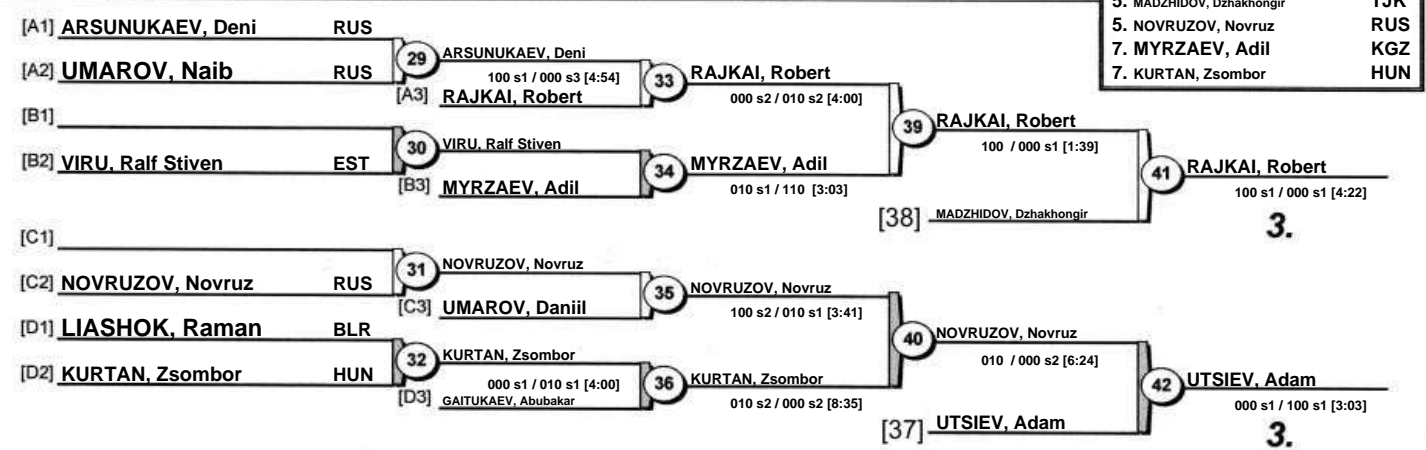 5. MADZHIDOV, Dzhakhongir TJK
5. NOVRUZOV, Novruz RUS
7. MYRZAEV, Adil KGZ
7. KURTAN, Zsombor HUN
[A1] ARSUNUKAEV, Deni RUS
[A2] UMAROV, Naib RUS
29
ARSUNUKAEV, Deni
100 s1 / 000 s3 [4:54]
[A3] RAJKAI, Robert
33
RAJKAI, Robert
000 s2 / 010 s2 [4:00]
[B1]
[B2] VIRU, Ralf Stiven EST
30
VIRU, Ralf Stiven
[B3] MYRZAEV, Adil
34
MYRZAEV, Adil
010 s1 / 110 [3:03]
39
RAJKAI, Robert
100 / 000 s1 [1:39]
[38] MADZHIDOV, Dzhakhongir
41
RAJKAI, Robert
100 s1 / 000 s1 [4:22]
3.
[C1]
[C2] NOVRUZOV, Novruz RUS
31
NOVRUZOV, Novruz
[C3] UMAROV, Daniil
35
NOVRUZOV, Novruz
100 s2 / 010 s1 [3:41]
[D1] LIASHOK, Raman BLR
[D2] KURTAN, Zsombor HUN
32
KURTAN, Zsombor
000 s1 / 010 s1 [4:00]
[D3] GAITUKAEV, Abubakar
36
KURTAN, Zsombor
010 s2 / 000 s2 [8:35]
40
NOVRUZOV, Novruz
010 / 000 s2 [6:24]
[37] UTSIEV, Adam
42
UTSIEV, Adam
000 s1 / 100 s1 [3:03]
3.